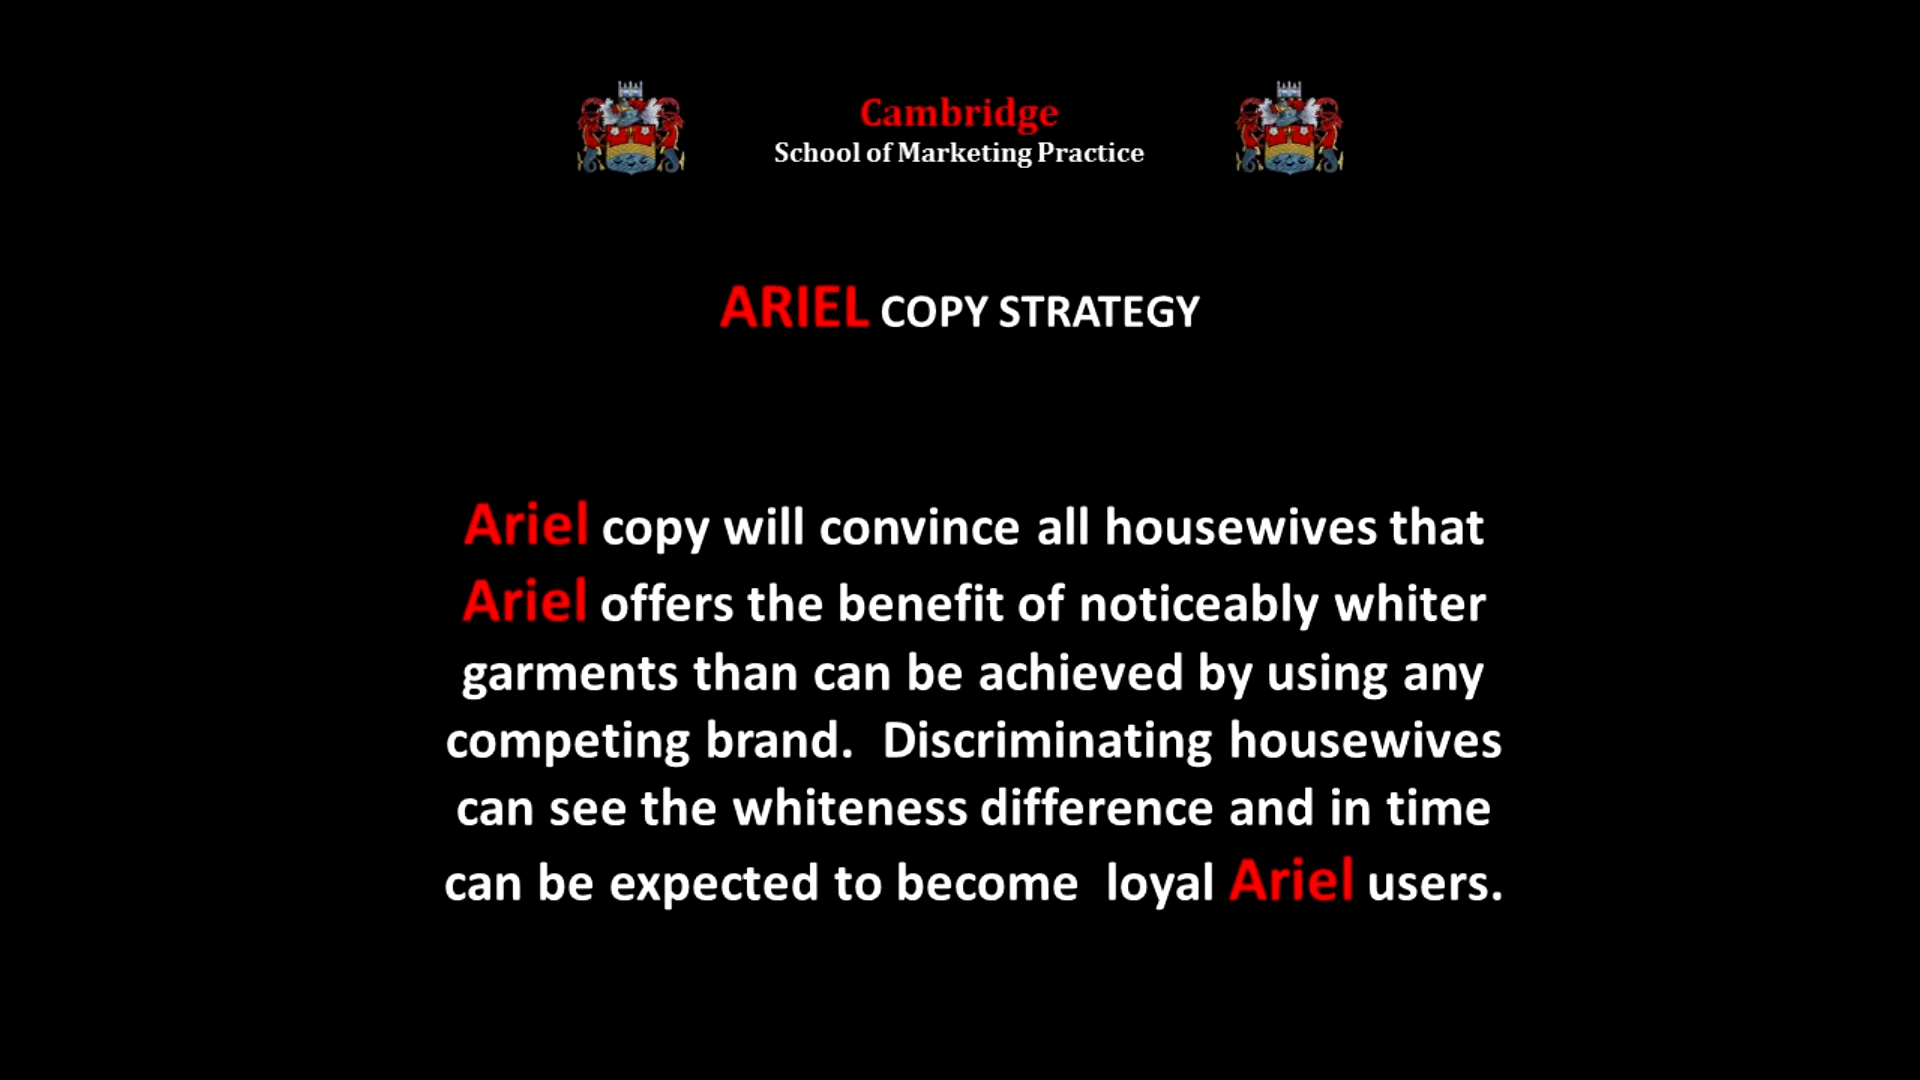 Cambridge
School of Marketing Practice
ARIEL COPY STRATEGY
Ariel copy will convince all housewives that
Ariel offers the benefit of noticeably whiter
garments than can be achieved by using any
competing brand.  Discriminating housewives
can see the whiteness difference and in time
can be expected to become  loyal Ariel users.